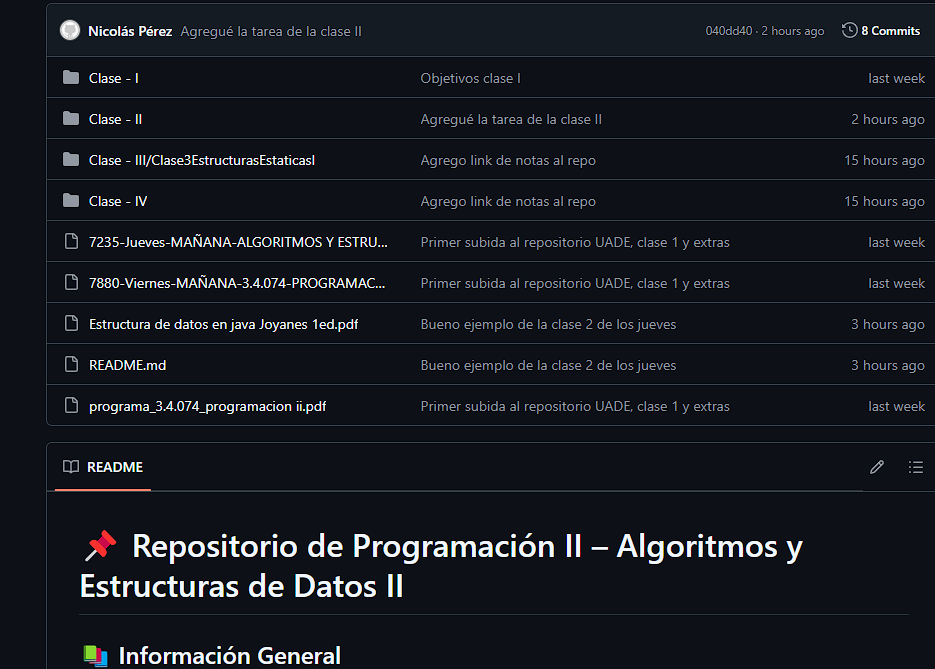 Nicolás Pérez Agregué la tarea de la clase II 040dd40 · 2 hours ago 8 Commits
Clase - I Objetivos clase I last week
Clase - II Agregué la tarea de la clase II 2 hours ago
Clase - III/Clase3EstructurasEstaticasI Agrego link de notas al repo 15 hours ago
Clase - IV Agrego link de notas al repo 15 hours ago
7235-Jueves-MAÑANA-ALGORITMOS Y ESTRU... Primer subida al repositorio UADE, clase 1 y extras last week
7880-Viernes-MAÑANA-3.4.074-PROGRAMAC... Primer subida al repositorio UADE, clase 1 y extras last week
Estructura de datos en java Joyanes 1ed.pdf Bueno ejemplo de la clase 2 de los jueves 3 hours ago
README.md Bueno ejemplo de la clase 2 de los jueves 3 hours ago
programa_3.4.074_programacion ii.pdf Primer subida al repositorio UADE, clase 1 y extras last week
README
📌 Repositorio de Programación II – Algoritmos y
Estructuras de Datos II
📚 Información General